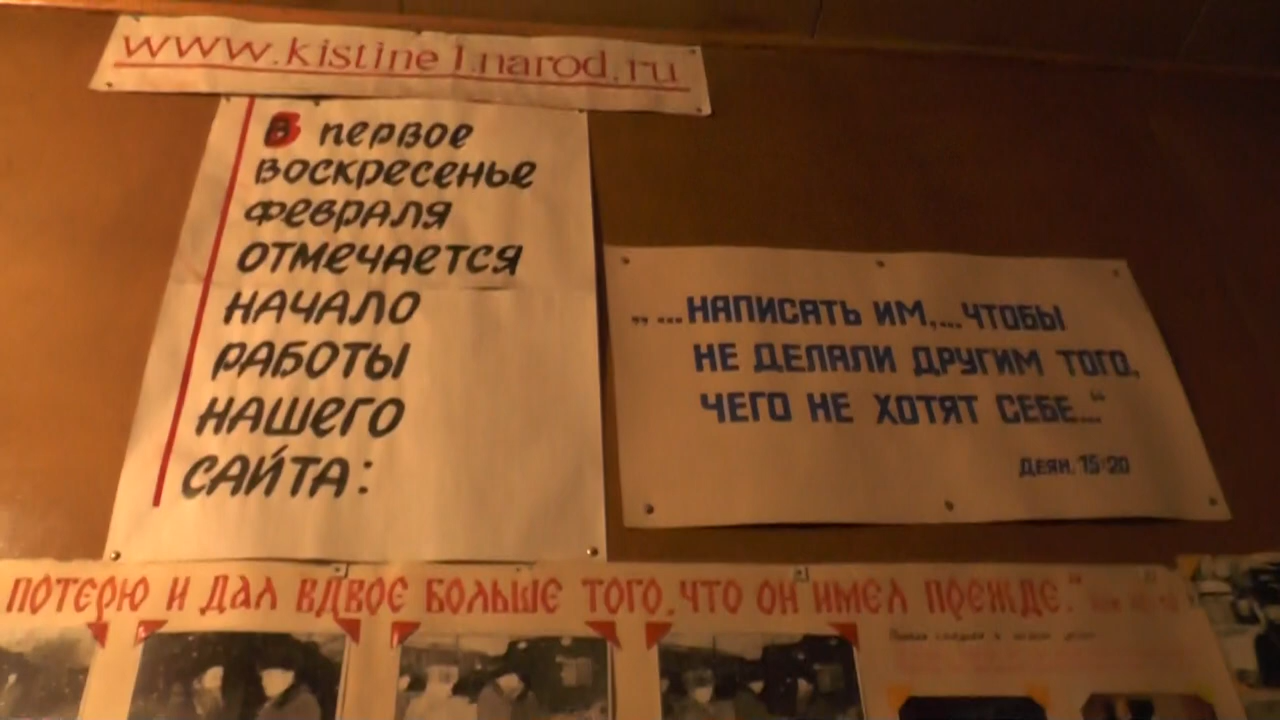 www.kistine1.narod.ru
В первое
воскресенье
февраля
отмечается
начало
работы
нашего
сайта:
„...НАПИСАТЬ ИМ,...ЧТОБЫ
НЕ ДЕЛАЛИ ДРУГИМ ТОГО,
ЧЕГО НЕ ХОТЯТ СЕБЕ...“
ДЕЯН. 15:20
ПОТЕРЮ И ДАЛ ВДВОЕ БОЛЬШЕ ТОГО, ЧТО ОН ИМЕЛ ПРЕЖДЕ."